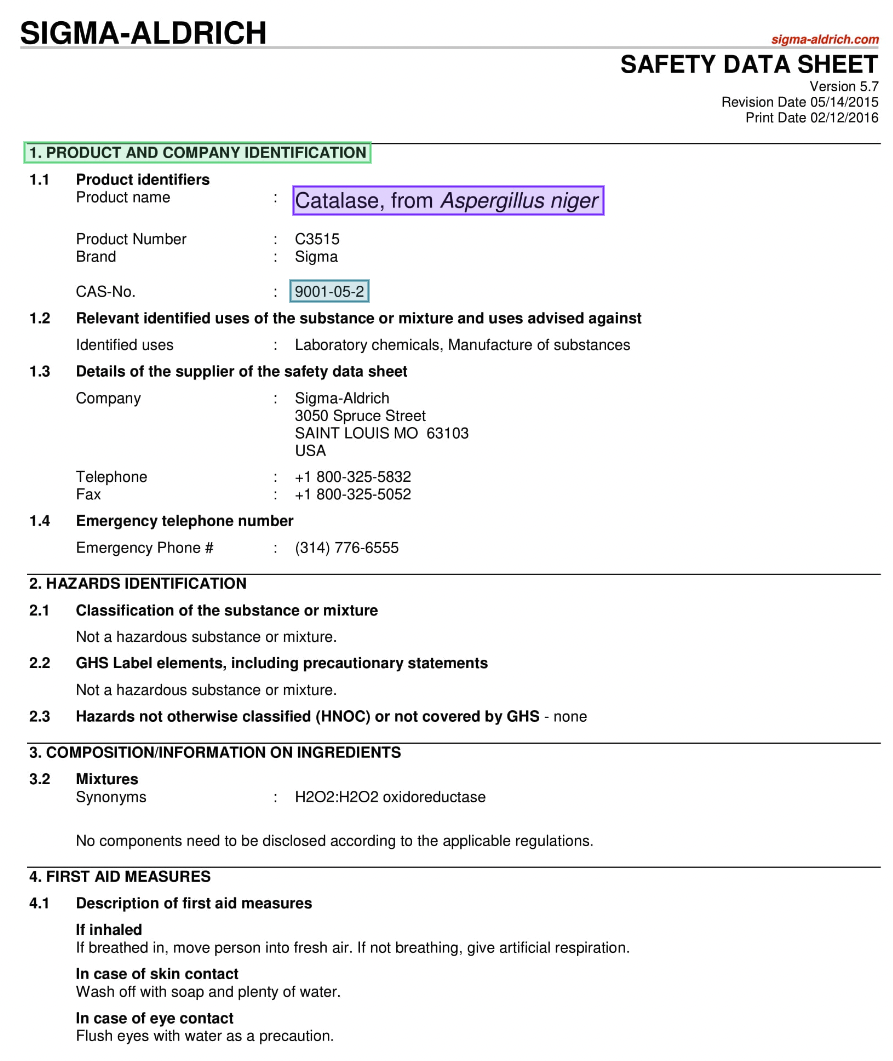 SIGMA-ALDRICH
sigma-aldrich.com
SAFETY DATA SHEET
Version 5.7
Revision Date 05/14/2015
Print Date 02/12/2016
1. PRODUCT AND COMPANY IDENTIFICATION
1.1 Product identifiers
Product name : Catalase, from Aspergillus niger
Product Number : C3515
Brand : Sigma
CAS-No. : 9001-05-2
1.2 Relevant identified uses of the substance or mixture and uses advised against
Identified uses : Laboratory chemicals, Manufacture of substances
1.3 Details of the supplier of the safety data sheet
Company : Sigma-Aldrich
3050 Spruce Street
SAINT LOUIS MO 63103
USA
Telephone : +1 800-325-5832
Fax : +1 800-325-5052
1.4 Emergency telephone number
Emergency Phone # : (314) 776-6555
2. HAZARDS IDENTIFICATION
2.1 Classification of the substance or mixture
Not a hazardous substance or mixture.
2.2 GHS Label elements, including precautionary statements
Not a hazardous substance or mixture.
2.3 Hazards not otherwise classified (HNOC) or not covered by GHS - none
3. COMPOSITION/INFORMATION ON INGREDIENTS
3.2 Mixtures
Synonyms : H2O2:H2O2 oxidoreductase
No components need to be disclosed according to the applicable regulations.
4. FIRST AID MEASURES
4.1 Description of first aid measures
If inhaled
If breathed in, move person into fresh air. If not breathing, give artificial respiration.
In case of skin contact
Wash off with soap and plenty of water.
In case of eye contact
Flush eyes with water as a precaution.